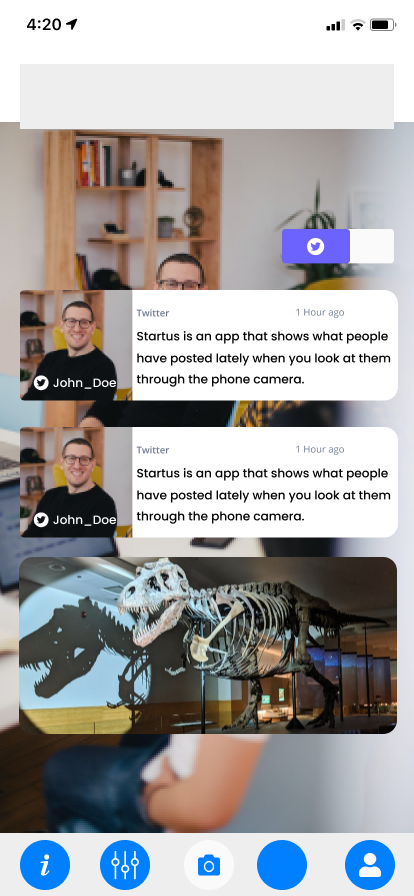 4:20
Twitter 1 Hour ago
Startus is an app that shows what people
have posted lately when you look at them
through the phone camera.
John_Doe
Twitter 1 Hour ago
Startus is an app that shows what people
have posted lately when you look at them
through the phone camera.
John_Doe
i